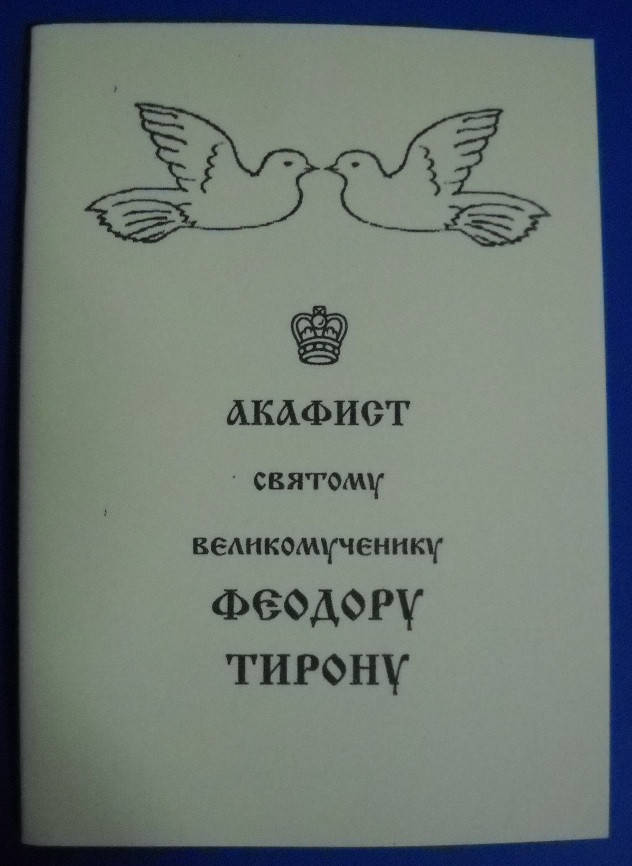 АКАФИСТ
СВЯТОМУ
ВЕЛИКОМУЧЕНИКУ
ФЕОДОРУ
ТИРОНУ